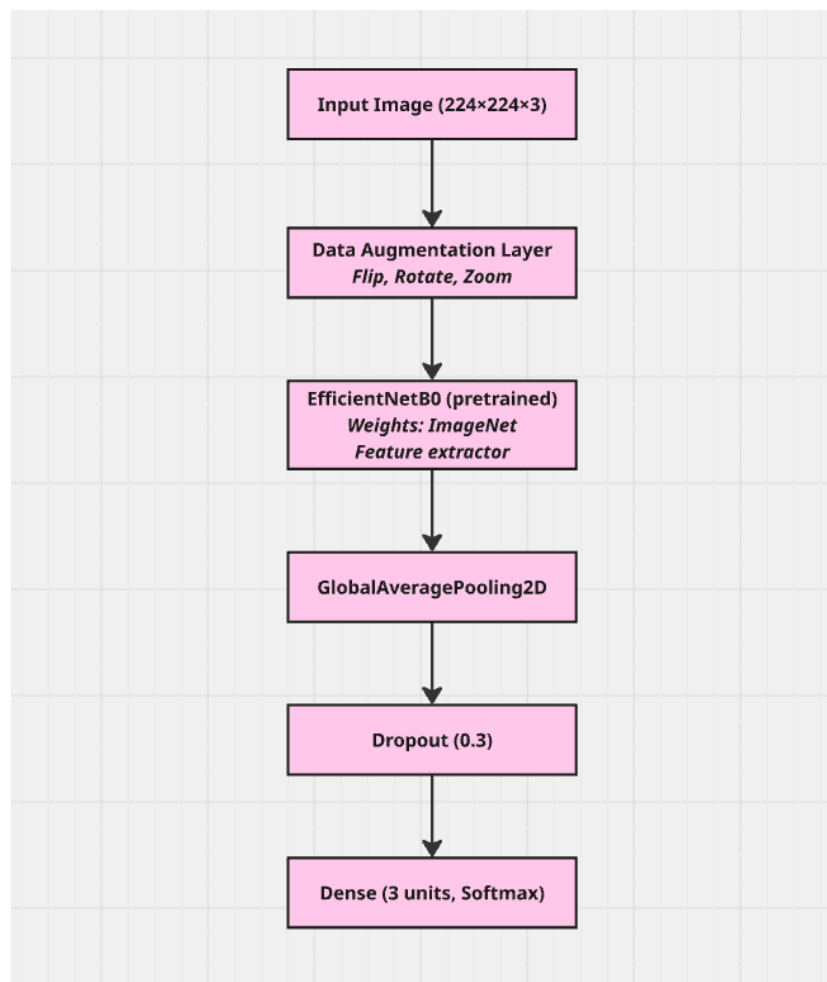 Input Image (224×224×3)
Data Augmentation Layer
Flip, Rotate, Zoom
EfficientNetB0 (pretrained)
Weights: ImageNet
Feature extractor
GlobalAveragePooling2D
Dropout (0.3)
Dense (3 units, Softmax)